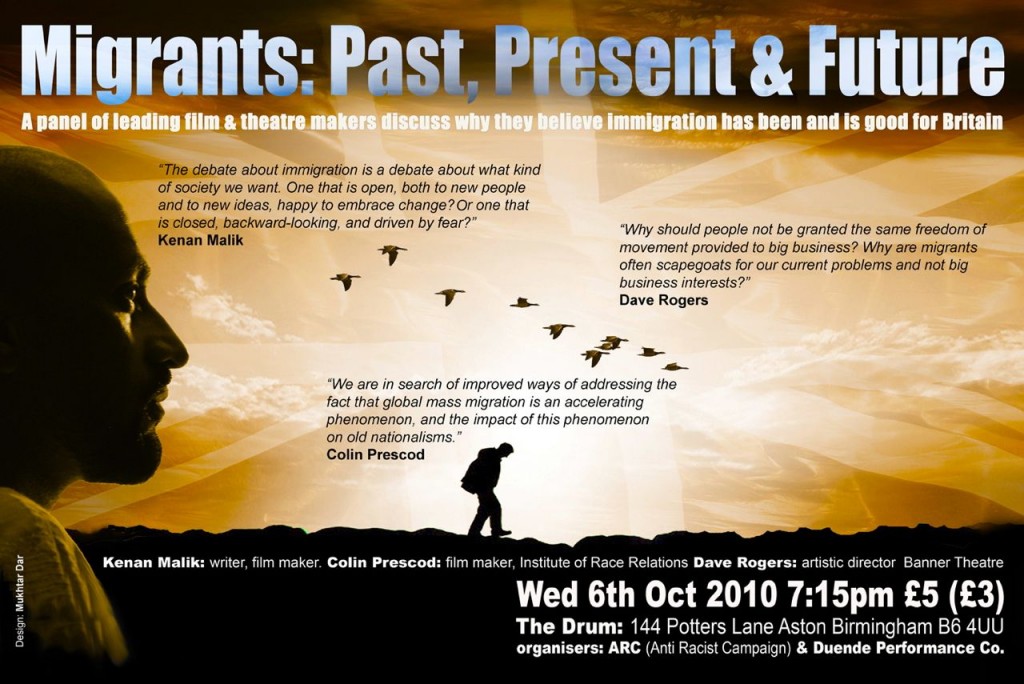 Migrants: Past, Present & Future
A panel of leading film & theatre makers discuss why they believe immigration has been and is good for Britain
“The debate about immigration is a debate about what kind
of society we want. One that is open, both to new people
and to new ideas, happy to embrace change? Or one that
is closed, backward-looking, and driven by fear?”
Kenan Malik
“Why should people not be granted the same freedom of
movement provided to big business? Why are migrants
often scapegoats for our current problems and not big
business interests?”
Dave Rogers
“We are in search of improved ways of addressing the
fact that global mass migration is an accelerating
phenomenon, and the impact of this phenomenon
on old nationalisms.”
Colin Prescod
Kenan Malik: writer, film maker. Colin Prescod: film maker, Institute of Race Relations Dave Rogers: artistic director Banner Theatre
Wed 6th Oct 2010 7:15pm £5 (£3)
The Drum: 144 Potters Lane Aston Birmingham B6 4UU
organisers: ARC (Anti Racist Campaign) & Duende Performance Co.
Design: Mukhtar Dar